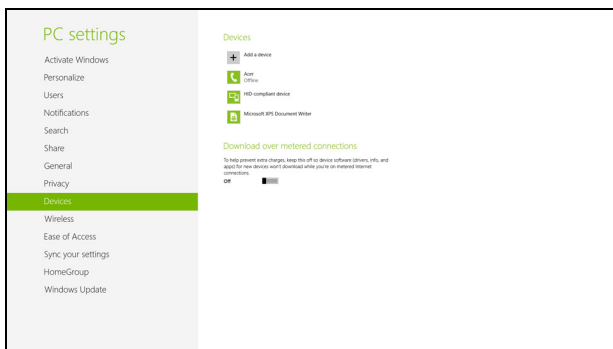 PC settings
Activate Windows
Personalize
Users
Notifications
Search
Share
General
Privacy
Devices
Wireless
Ease of Access
Sync your settings
HomeGroup
Windows Update
Devices
Add a device
Acer
Offline
HID-compliant device
Microsoft XPS Document Writer
Download over metered connections
To help prevent extra charges, keep this off so device software (drivers, info, and
apps) for new devices won't download while you're on metered Internet
connections.
Off